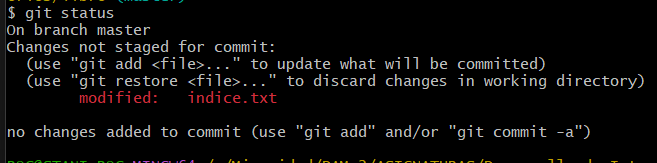 $ git status
On branch master
Changes not staged for commit:
  (use "git add <file>..." to update what will be committed)
  (use "git restore <file>..." to discard changes in working directory)
        modified:   indice.txt

no changes added to commit (use "git add" and/or "git commit -a")